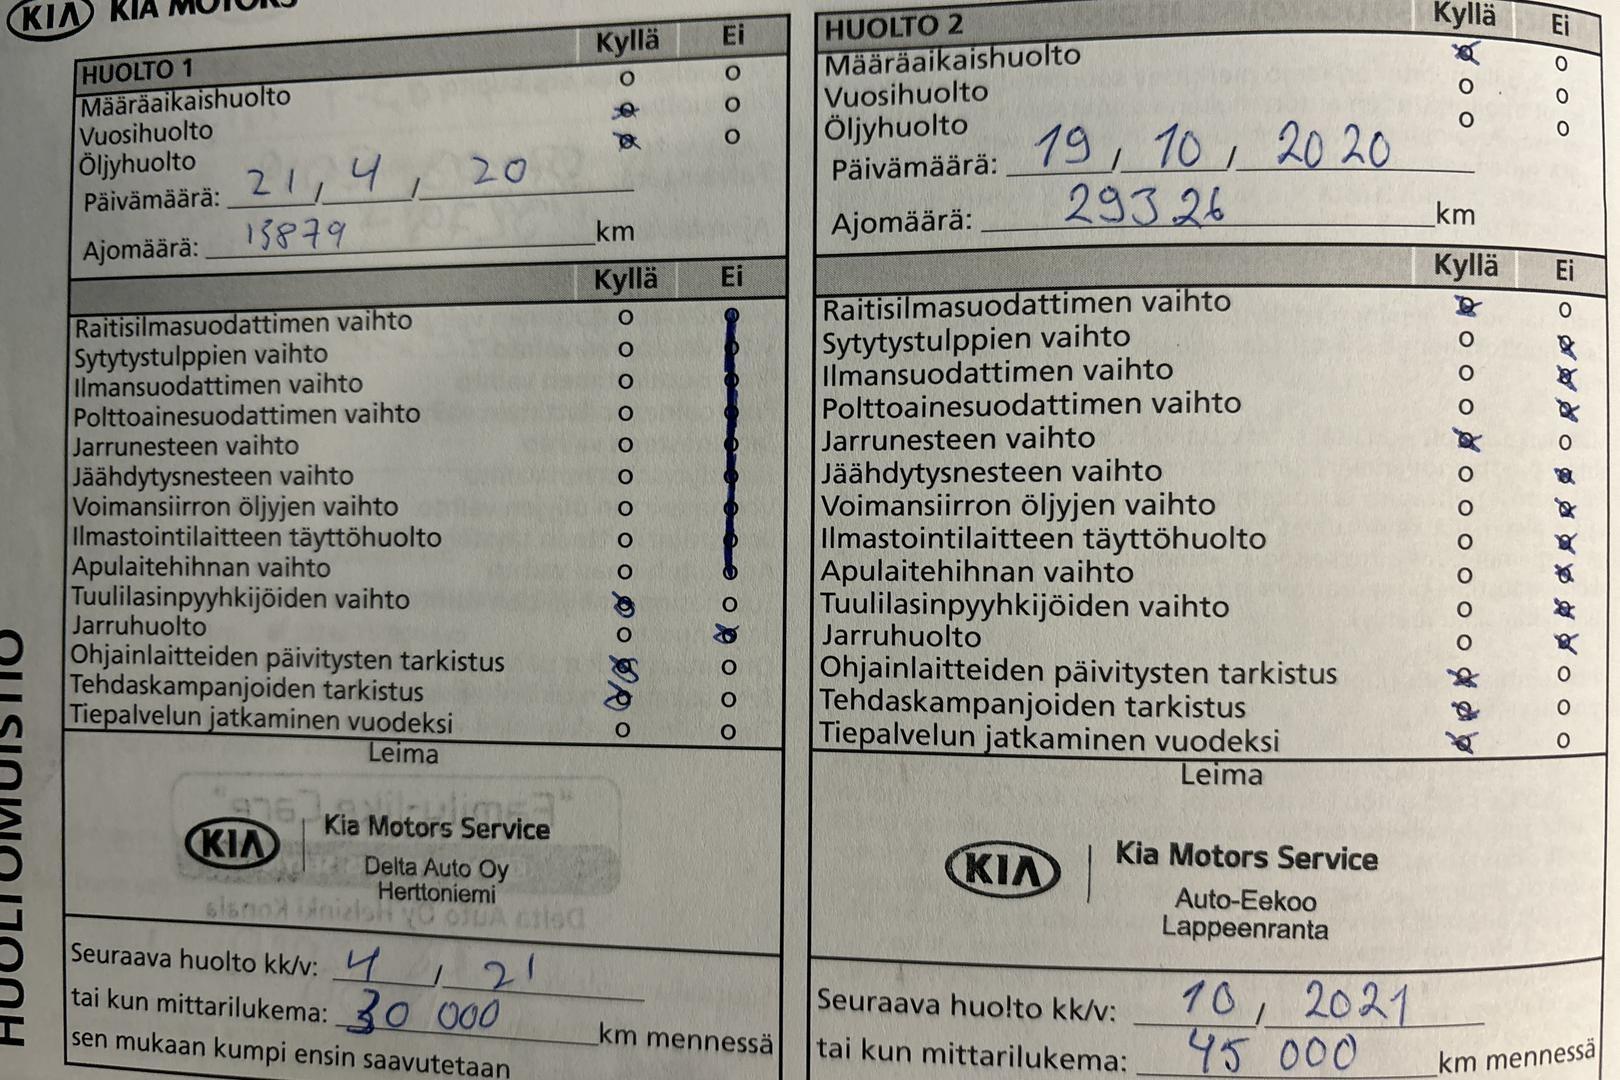 KIA KIA MOTORS
HUOLTOMUISTIO
HUOLTO 1 Kyllä Ei
Määräaikaishuolto o o
Vuosihuolto o o
Öljyhuolto o o
Päivämäärä: 21 / 4 / 20
Ajomäärä: 13879 km
Kyllä Ei
Raitisilmasuodattimen vaihto o o
Sytytystulppien vaihto o o
Ilmansuodattimen vaihto o o
Polttoainesuodattimen vaihto o o
Jarrunesteen vaihto o o
Jäähdytysnesteen vaihto o o
Voimansiirron öljyjen vaihto o o
Ilmastointilaitteen täyttöhuolto o o
Apulaitehihnan vaihto o o
Tuulilasinpyyhkijöiden vaihto o o
Jarruhuolto o o
Ohjainlaitteiden päivitysten tarkistus o o
Tehdaskampanjoiden tarkistus o o
Tiepalvelun jatkaminen vuodeksi o o
Leima
KIA Kia Motors Service
Delta Auto Oy
Herttoniemi
Seuraava huolto kk/v: 4 / 21
tai kun mittarilukema: 30 000 km mennessä
sen mukaan kumpi ensin saavutetaan
HUOLTO 2 Kyllä Ei
Määräaikaishuolto o o
Vuosihuolto o o
Öljyhuolto o o
Päivämäärä: 19 / 10 / 2020
Ajomäärä: 29326 km
Kyllä Ei
Raitisilmasuodattimen vaihto o o
Sytytystulppien vaihto o o
Ilmansuodattimen vaihto o o
Polttoainesuodattimen vaihto o o
Jarrunesteen vaihto o o
Jäähdytysnesteen vaihto o o
Voimansiirron öljyjen vaihto o o
Ilmastointilaitteen täyttöhuolto o o
Apulaitehihnan vaihto o o
Tuulilasinpyyhkijöiden vaihto o o
Jarruhuolto o o
Ohjainlaitteiden päivitysten tarkistus o o
Tehdaskampanjoiden tarkistus o o
Tiepalvelun jatkaminen vuodeksi o o
Leima
KIA Kia Motors Service
Auto-Eekoo
Lappeenranta
Seuraava huolto kk/v: 10 / 2021
tai kun mittarilukema: 45 000 km mennessä